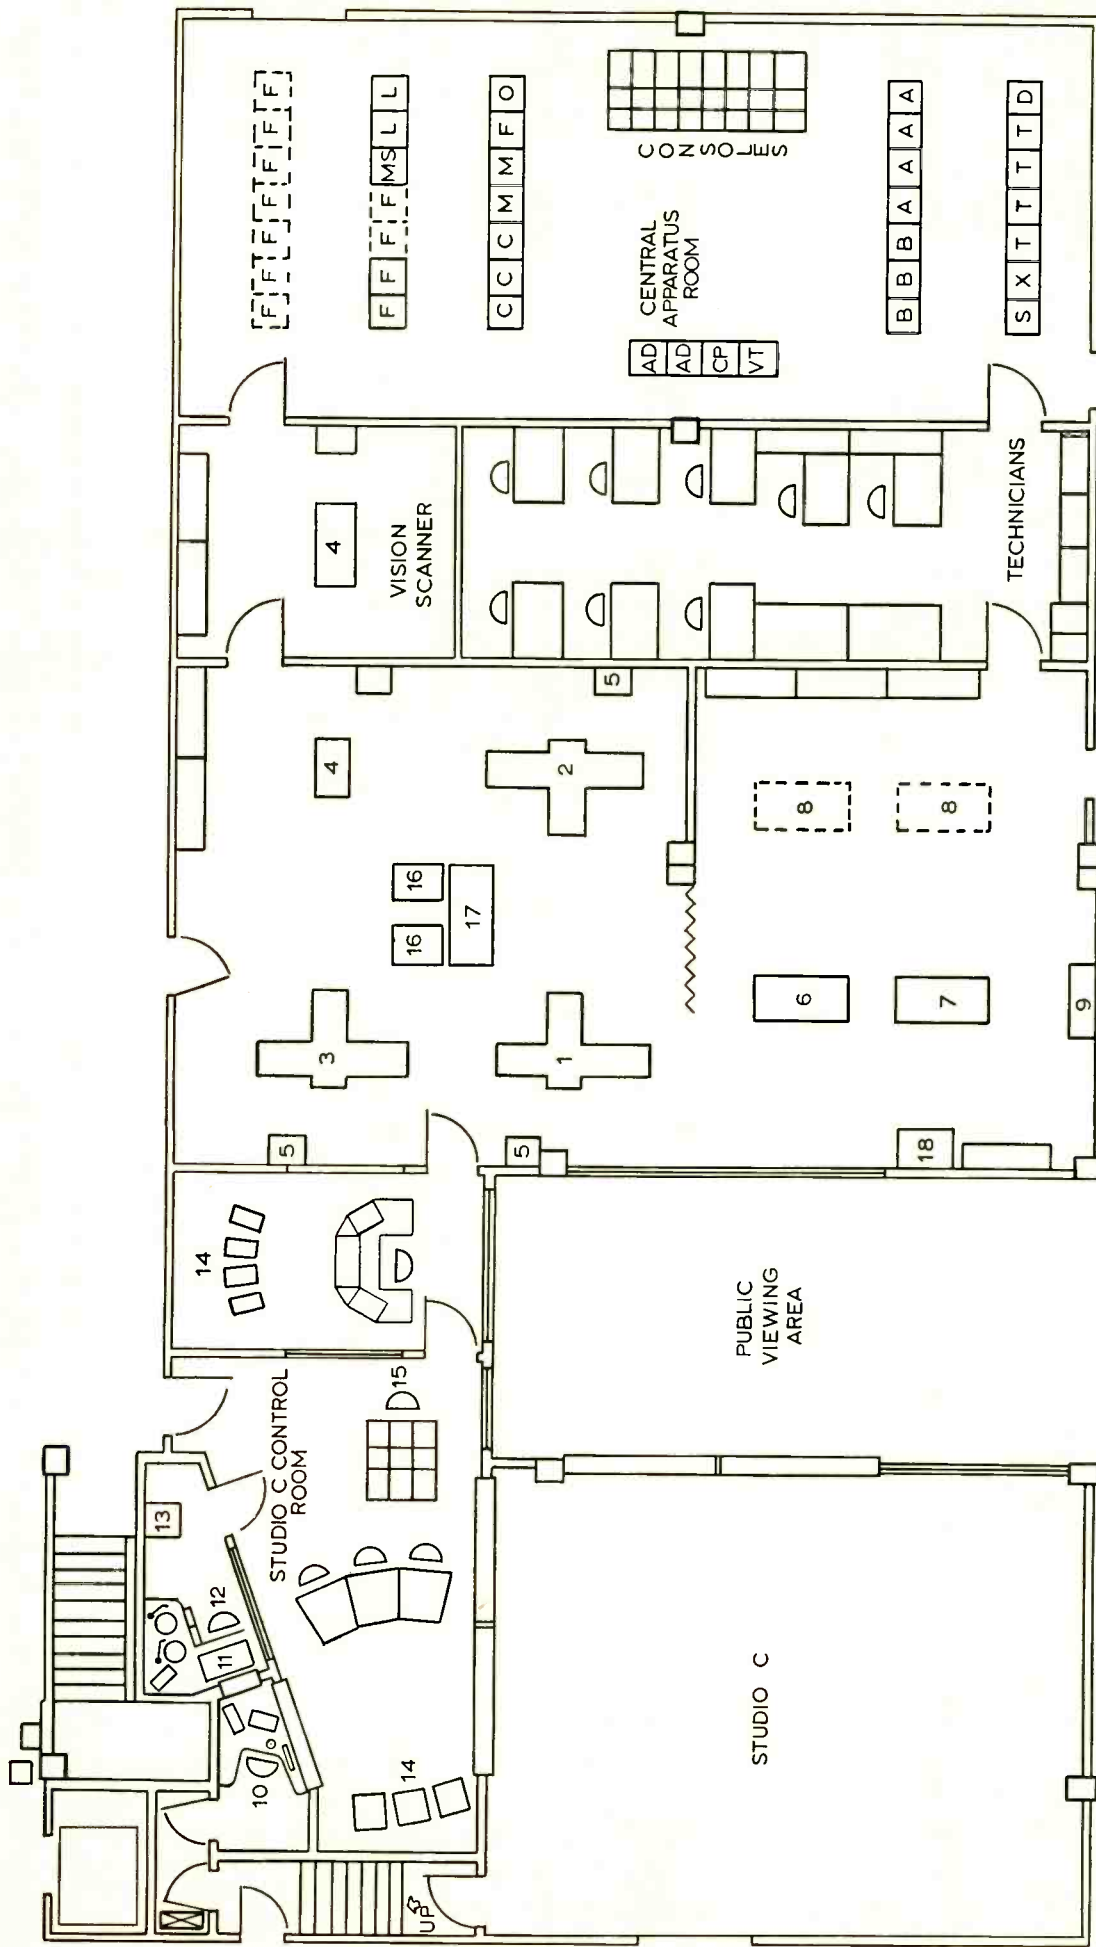 13
14
12
11
10
F F F F F F F
STUDIO C CONTROL
ROOM
5
3
4
4
F F F F MS L L
15
14
VISION
SCANNER
UP
16
16
17
C C C M M F O
5
1
2
5
CENTRAL
APPARATUS
ROOM
CONSOLES
AD
AD
CP
VT
PUBLIC
VIEWING
AREA
STUDIO C
6
8
B B B A A A A
18
7
8
TECHNICIANS
S X T T T T D
9